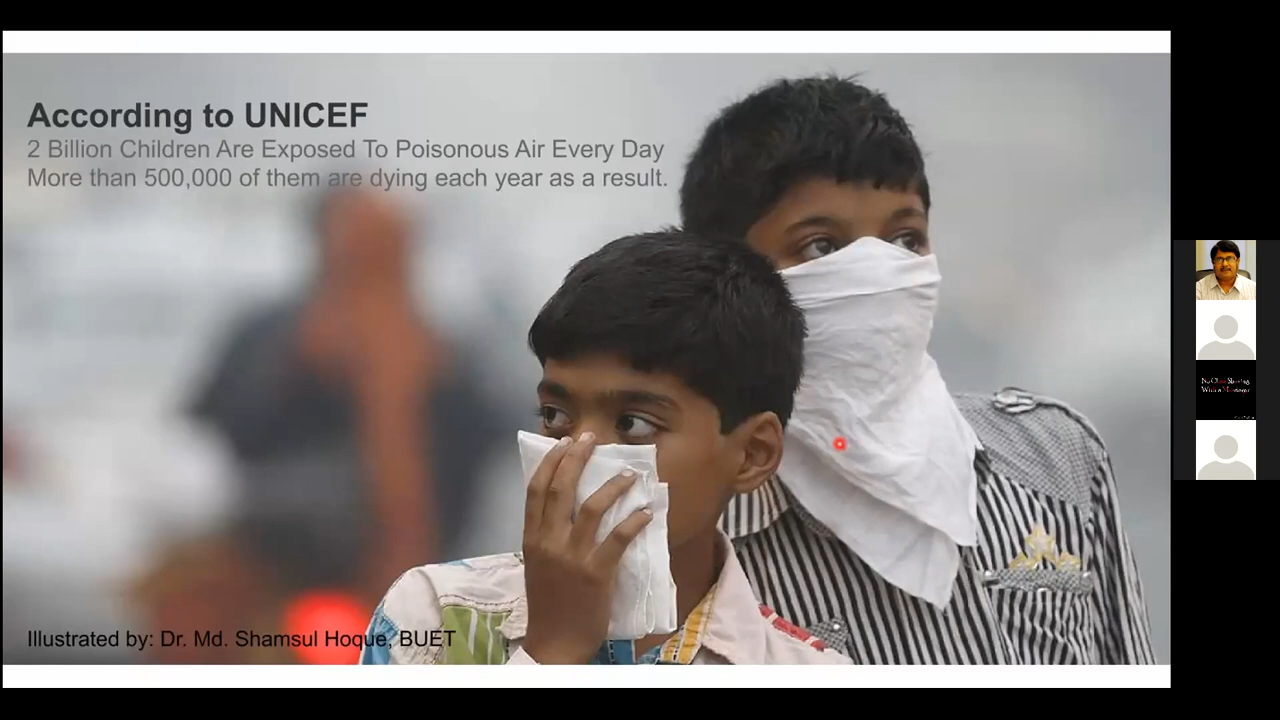 According to UNICEF
2 Billion Children Are Exposed To Poisonous Air Every Day
More than 500,000 of them are dying each year as a result.
Illustrated by: Dr. Md. Shamsul Hoque, BUET